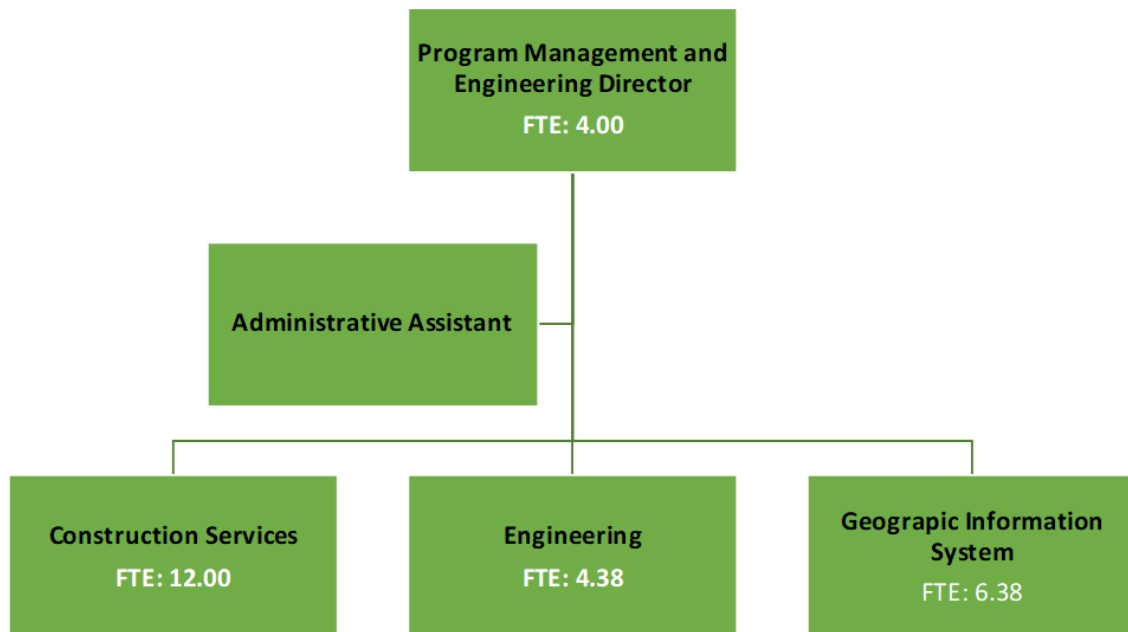 Program Management and
Engineering Director
FTE: 4.00
Administrative Assistant
Construction Services
FTE: 12.00
Engineering
FTE: 4.38
Geograpic Information
System
FTE: 6.38